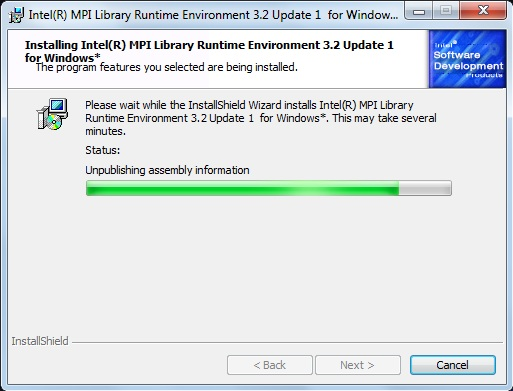 Intel(R) MPI Library Runtime Environment 3.2 Update 1 for Window...
Installing Intel(R) MPI Library Runtime Environment 3.2 Update 1
for Windows*
The program features you selected are being installed.
Intel®
Software
Development
Products
Please wait while the InstallShield Wizard installs Intel(R) MPI Library
Runtime Environment 3.2 Update 1 for Windows*. This may take several
minutes.
Status:
Unpublishing assembly information
InstallShield
< Back
Next >
Cancel